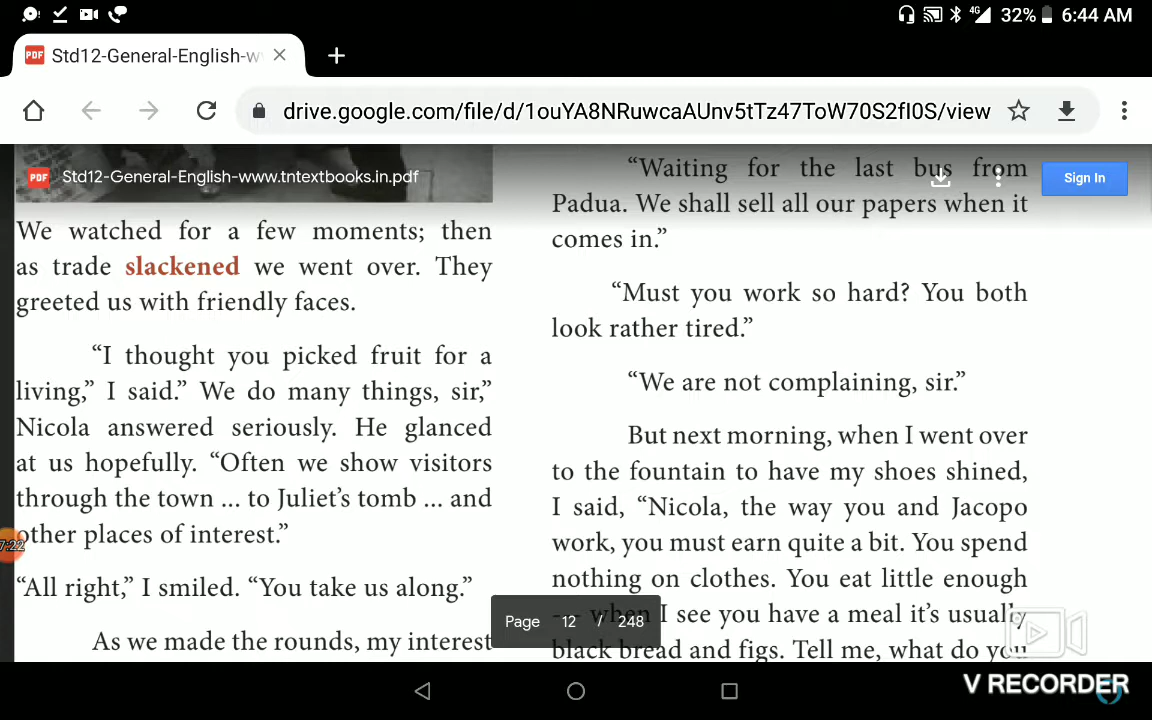 4G 32% 6:44 AM
PDF Std12-General-English-w
drive.google.com/file/d/1ouYA8NRuwcaAUnv5tTz47ToW70S2fI0S/view
PDF Std12-General-English-www.tntextbooks.in.pdf
Sign In
We watched for a few moments; then
as trade slackened we went over. They
greeted us with friendly faces.
“I thought you picked fruit for a
living,” I said.” We do many things, sir,”
Nicola answered seriously. He glanced
at us hopefully. “Often we show visitors
through the town ... to Juliet’s tomb ... and
other places of interest.”
“All right,” I smiled. “You take us along.”
As we made the rounds, my interest
“Waiting for the last bus from
Padua. We shall sell all our papers when it
comes in.”
“Must you work so hard? You both
look rather tired.”
“We are not complaining, sir.”
But next morning, when I went over
to the fountain to have my shoes shined,
I said, “Nicola, the way you and Jacopo
work, you must earn quite a bit. You spend
nothing on clothes. You eat little enough
--- when I see you have a meal it’s usually
black bread and figs. Tell me, what do you
Page 12 / 248
7:22
V RECORDER